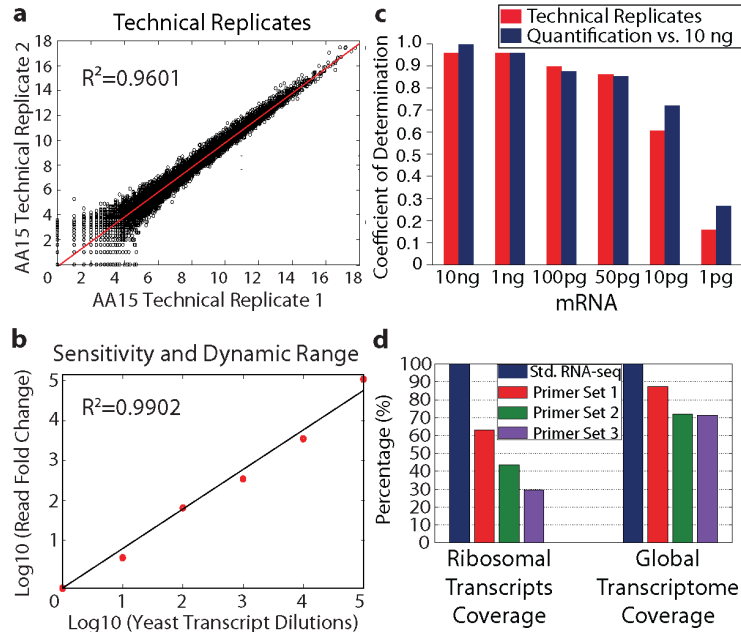 a
Technical Replicates
AA15 Technical Replicate 2
18
16
14
12
10
8
6
4
2
R²=0.9601
0 2 4 6 8 10 12 14 16 18
AA15 Technical Replicate 1
b
Sensitivity and Dynamic Range
Log10 (Read Fold Change)
5
4
3
2
1
R²=0.9902
0 1 2 3 4 5
Log10 (Yeast Transcript Dilutions)
c
Technical Replicates
Quantification vs. 10 ng
Coefficient of Determination
1.0
0.9
0.8
0.7
0.6
0.5
0.4
0.3
0.2
0.1
0
10ng 1ng 100pg 50pg 10pg 1pg
mRNA
d
Percentage (%)
100
90
80
70
60
50
40
30
20
10
0
Std. RNA-seq
Primer Set 1
Primer Set 2
Primer Set 3
Ribosomal
Transcripts
Coverage
Global
Transcriptome
Coverage